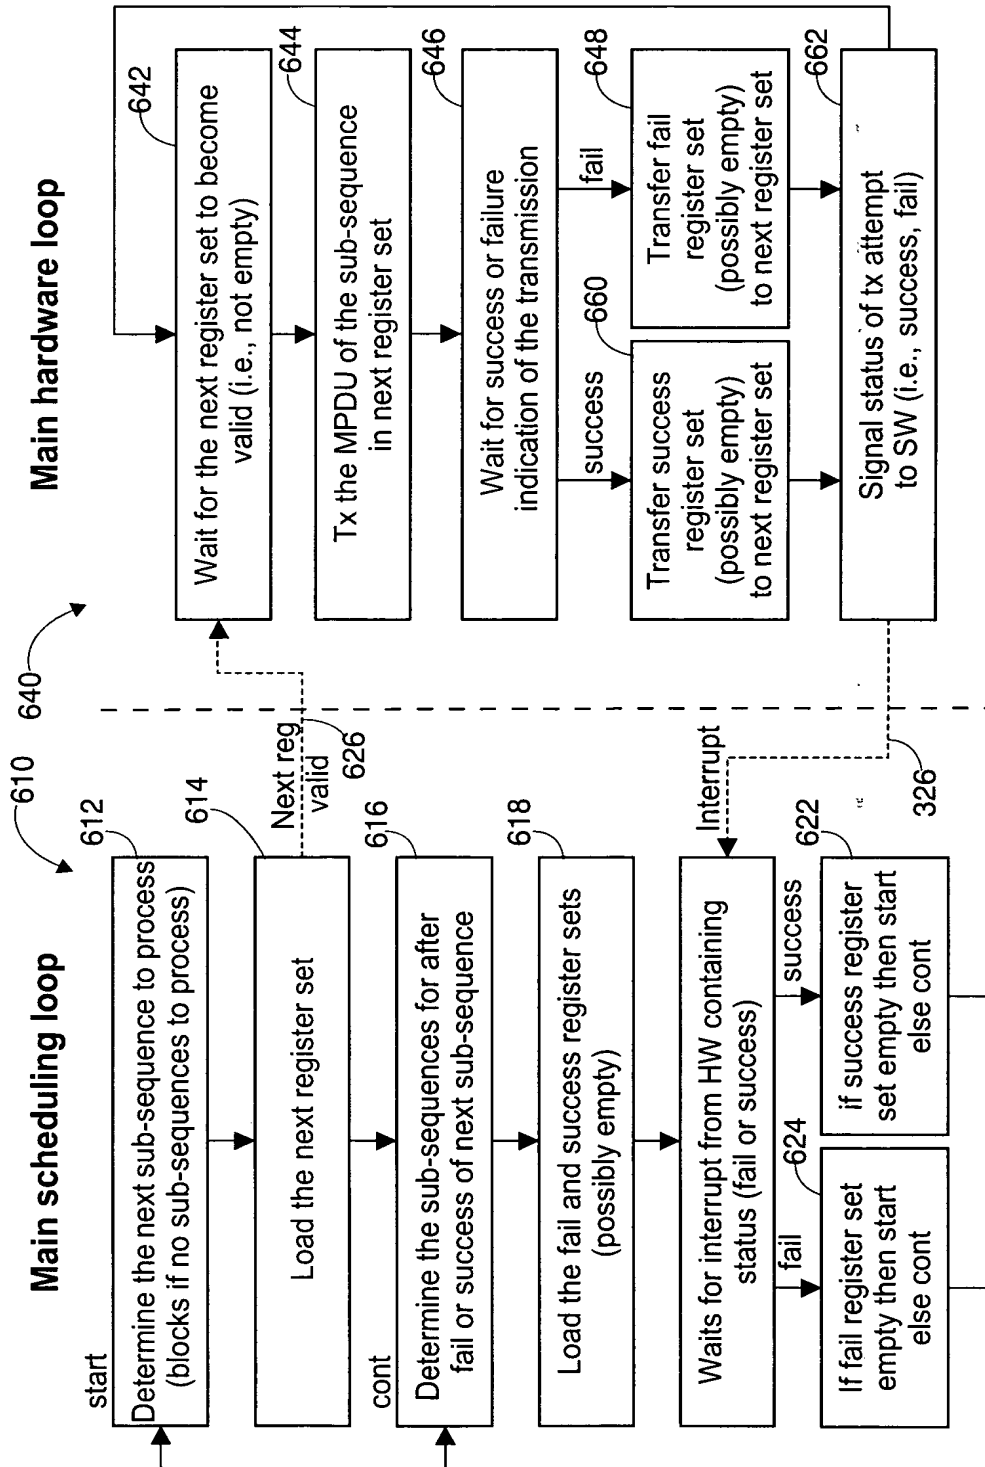 Main scheduling loop
610
start
612
Determine the next sub-sequence to process
(blocks if no sub-sequences to process)
614
Load the next register set
Next reg
valid
626
cont
616
Determine the sub-sequences for after
fail or success of next sub-sequence
618
Load the fail and success register sets
(possibly empty)
Interrupt
326
Waits for interrupt from HW containing
status (fail or success)
fail
success
624
If fail register set
empty then start
else cont
622
if success register
set empty then start
else cont
Main hardware loop
640
642
Wait for the next register set to become
valid (i.e., not empty)
644
Tx the MPDU of the sub-sequence
in next register set
646
Wait for success or failure
indication of the transmission
success
fail
660
Transfer success
register set
(possibly empty)
to next register set
648
Transfer fail
register set
(possibly empty)
to next register set
662
Signal status of tx attempt
to SW (i.e., success, fail)